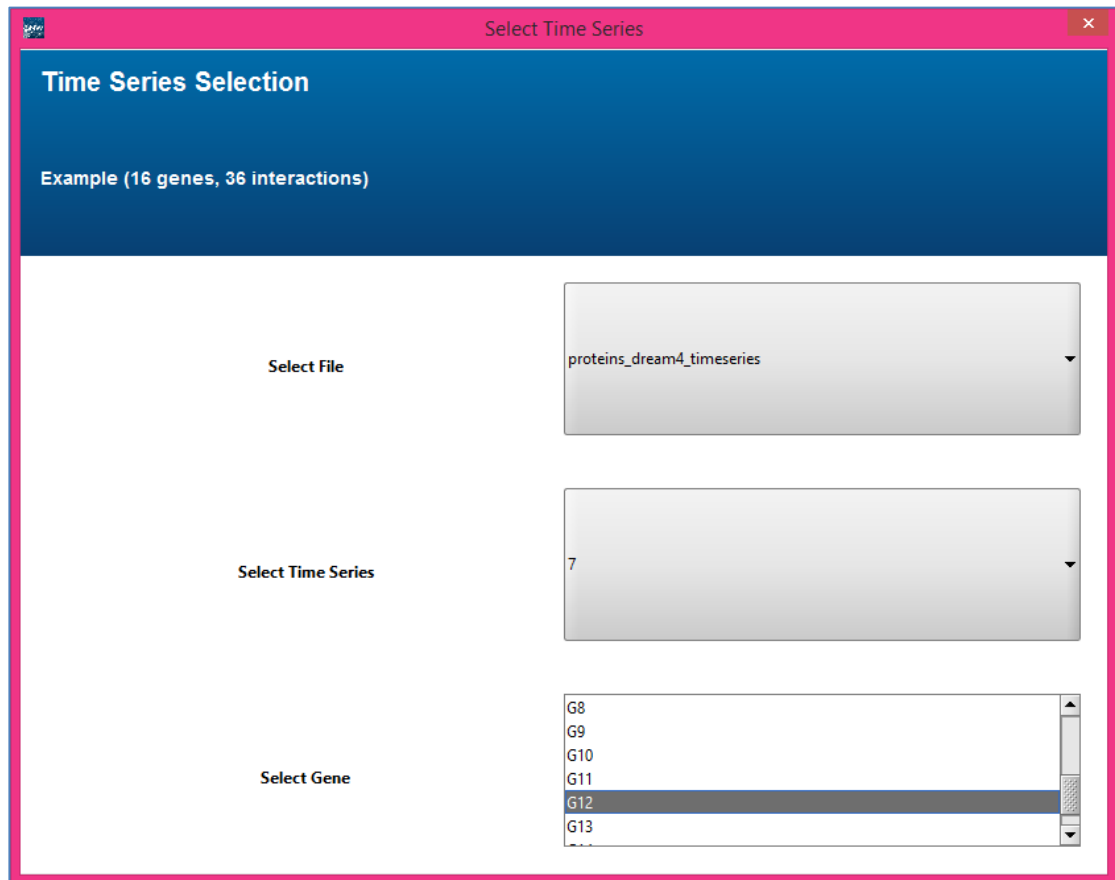 Select Time Series
Time Series Selection
Example (16 genes, 36 interactions)
Select File
proteins_dream4_timeseries
Select Time Series
7
Select Gene
G8
G9
G10
G11
G12
G13